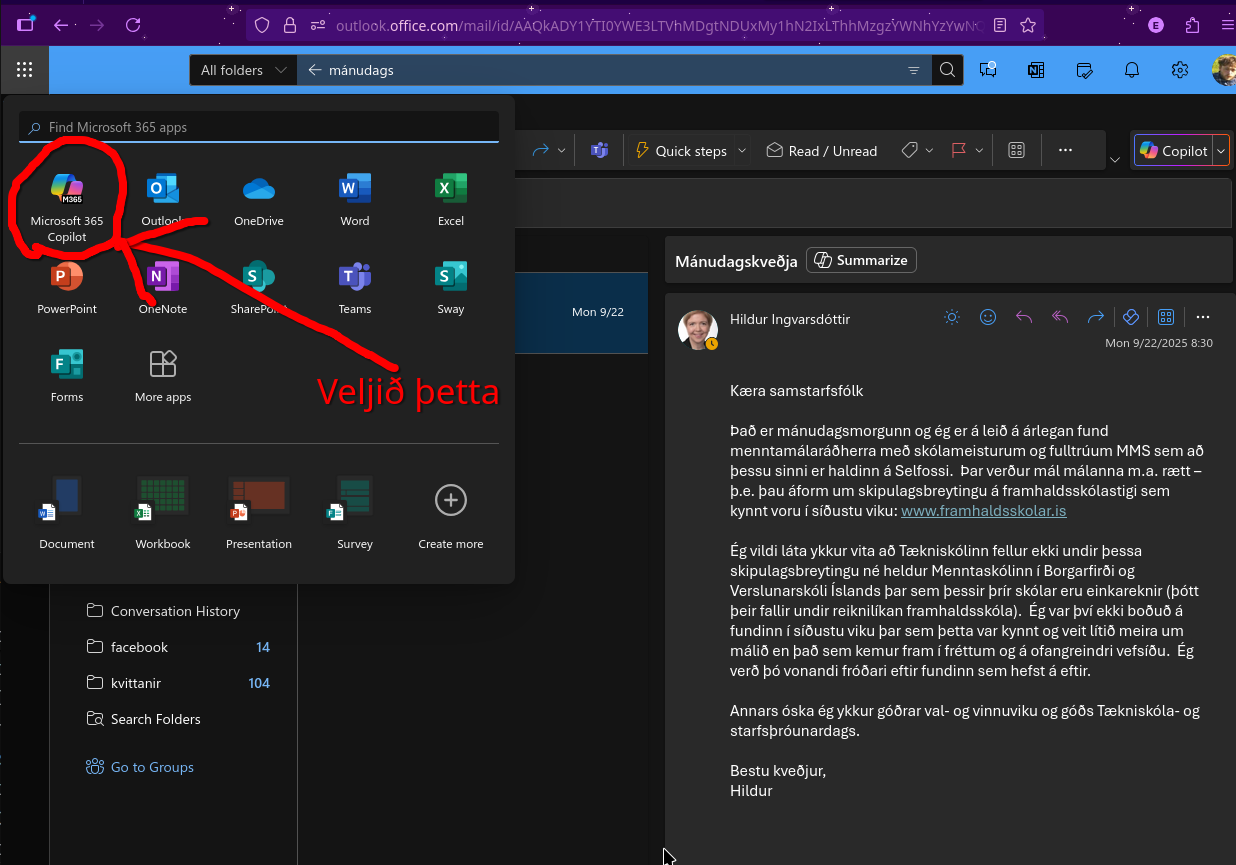 outlook.office.com/mail/id/AAQkADY1YTI0YWE3LTVhMDgtNDUxMy1hN2IxLThhMzgzYWNhYzYwNQ
E
All folders
mánudags
Find Microsoft 365 apps
Quick steps
Read / Unread
Copilot
M365
Microsoft 365
Copilot
Outlook
OneDrive
Word
Excel
PowerPoint
OneNote
SharePoint
Teams
Sway
Forms
More apps
Veljið þetta
Document
Workbook
Presentation
Survey
Create more
Conversation History
facebook 14
kvittanir 104
Search Folders
Go to Groups
Mon 9/22
Mánudagskveðja
Summarize
Hildur Ingvarsdóttir
Mon 9/22/2025 8:30
Kæra samstarfsfólk
Það er mánudagsmorgunn og ég er á leið á árlegan fund
menntamálaráðherra með skólameisturum og fulltrúum MMS sem að
þessu sinni er haldinn á Selfossi.  Þar verður mál málanna m.a. rætt –
þ.e. þau áform um skipulagsbreytingu á framhaldsskólastigi sem
kynnt voru í síðustu viku: www.framhaldsskolar.is
Ég vildi láta ykkur vita að Tækniskólinn fellur ekki undir þessa
skipulagsbreytingu né heldur Menntaskólinn í Borgarfirði og
Verslunarskóli Íslands þar sem þessir þrír skólar eru einkareknir (þótt
þeir fallir undir reiknilíkan framhaldsskóla).  Ég var því ekki boðuð á
fundinn í síðustu viku þar sem þetta var kynnt og veit lítið meira um
málið en það sem kemur fram í fréttum og á ofangreindri vefsíðu.  Ég
verð þó vonandi fróðari eftir fundinn sem hefst á eftir.
Annars óska ég ykkur góðrar val- og vinnuviku og góðs Tækniskóla- og
starfsþróunardags.
Bestu kveðjur,
Hildur